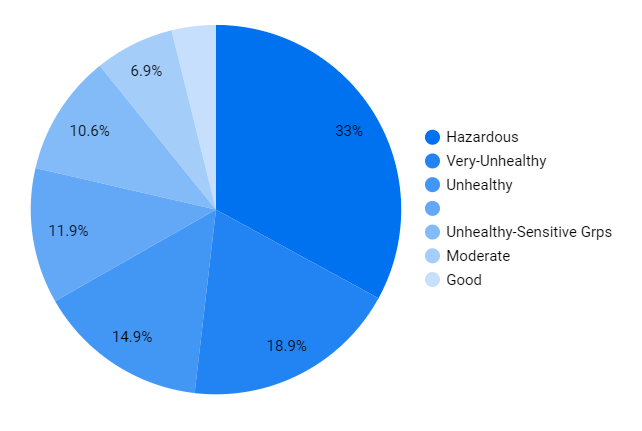 6.9%
33%
10.6%
11.9%
14.9%
18.9%
Hazardous
Very-Unhealthy
Unhealthy
Unhealthy-Sensitive Grps
Moderate
Good